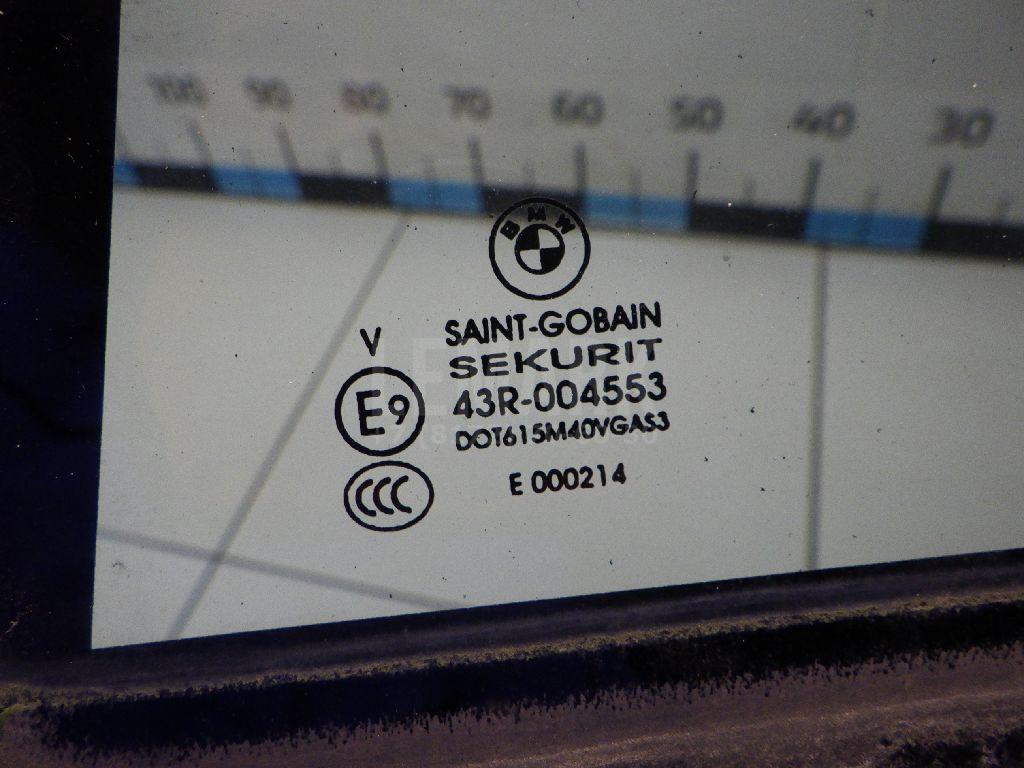 100 90 80 70 60 50 40 30
BMW
V
SAINT-GOBAIN
SEKURIT
E9
43R-004553
DOT615M40VGAS3
CCC
E 000214